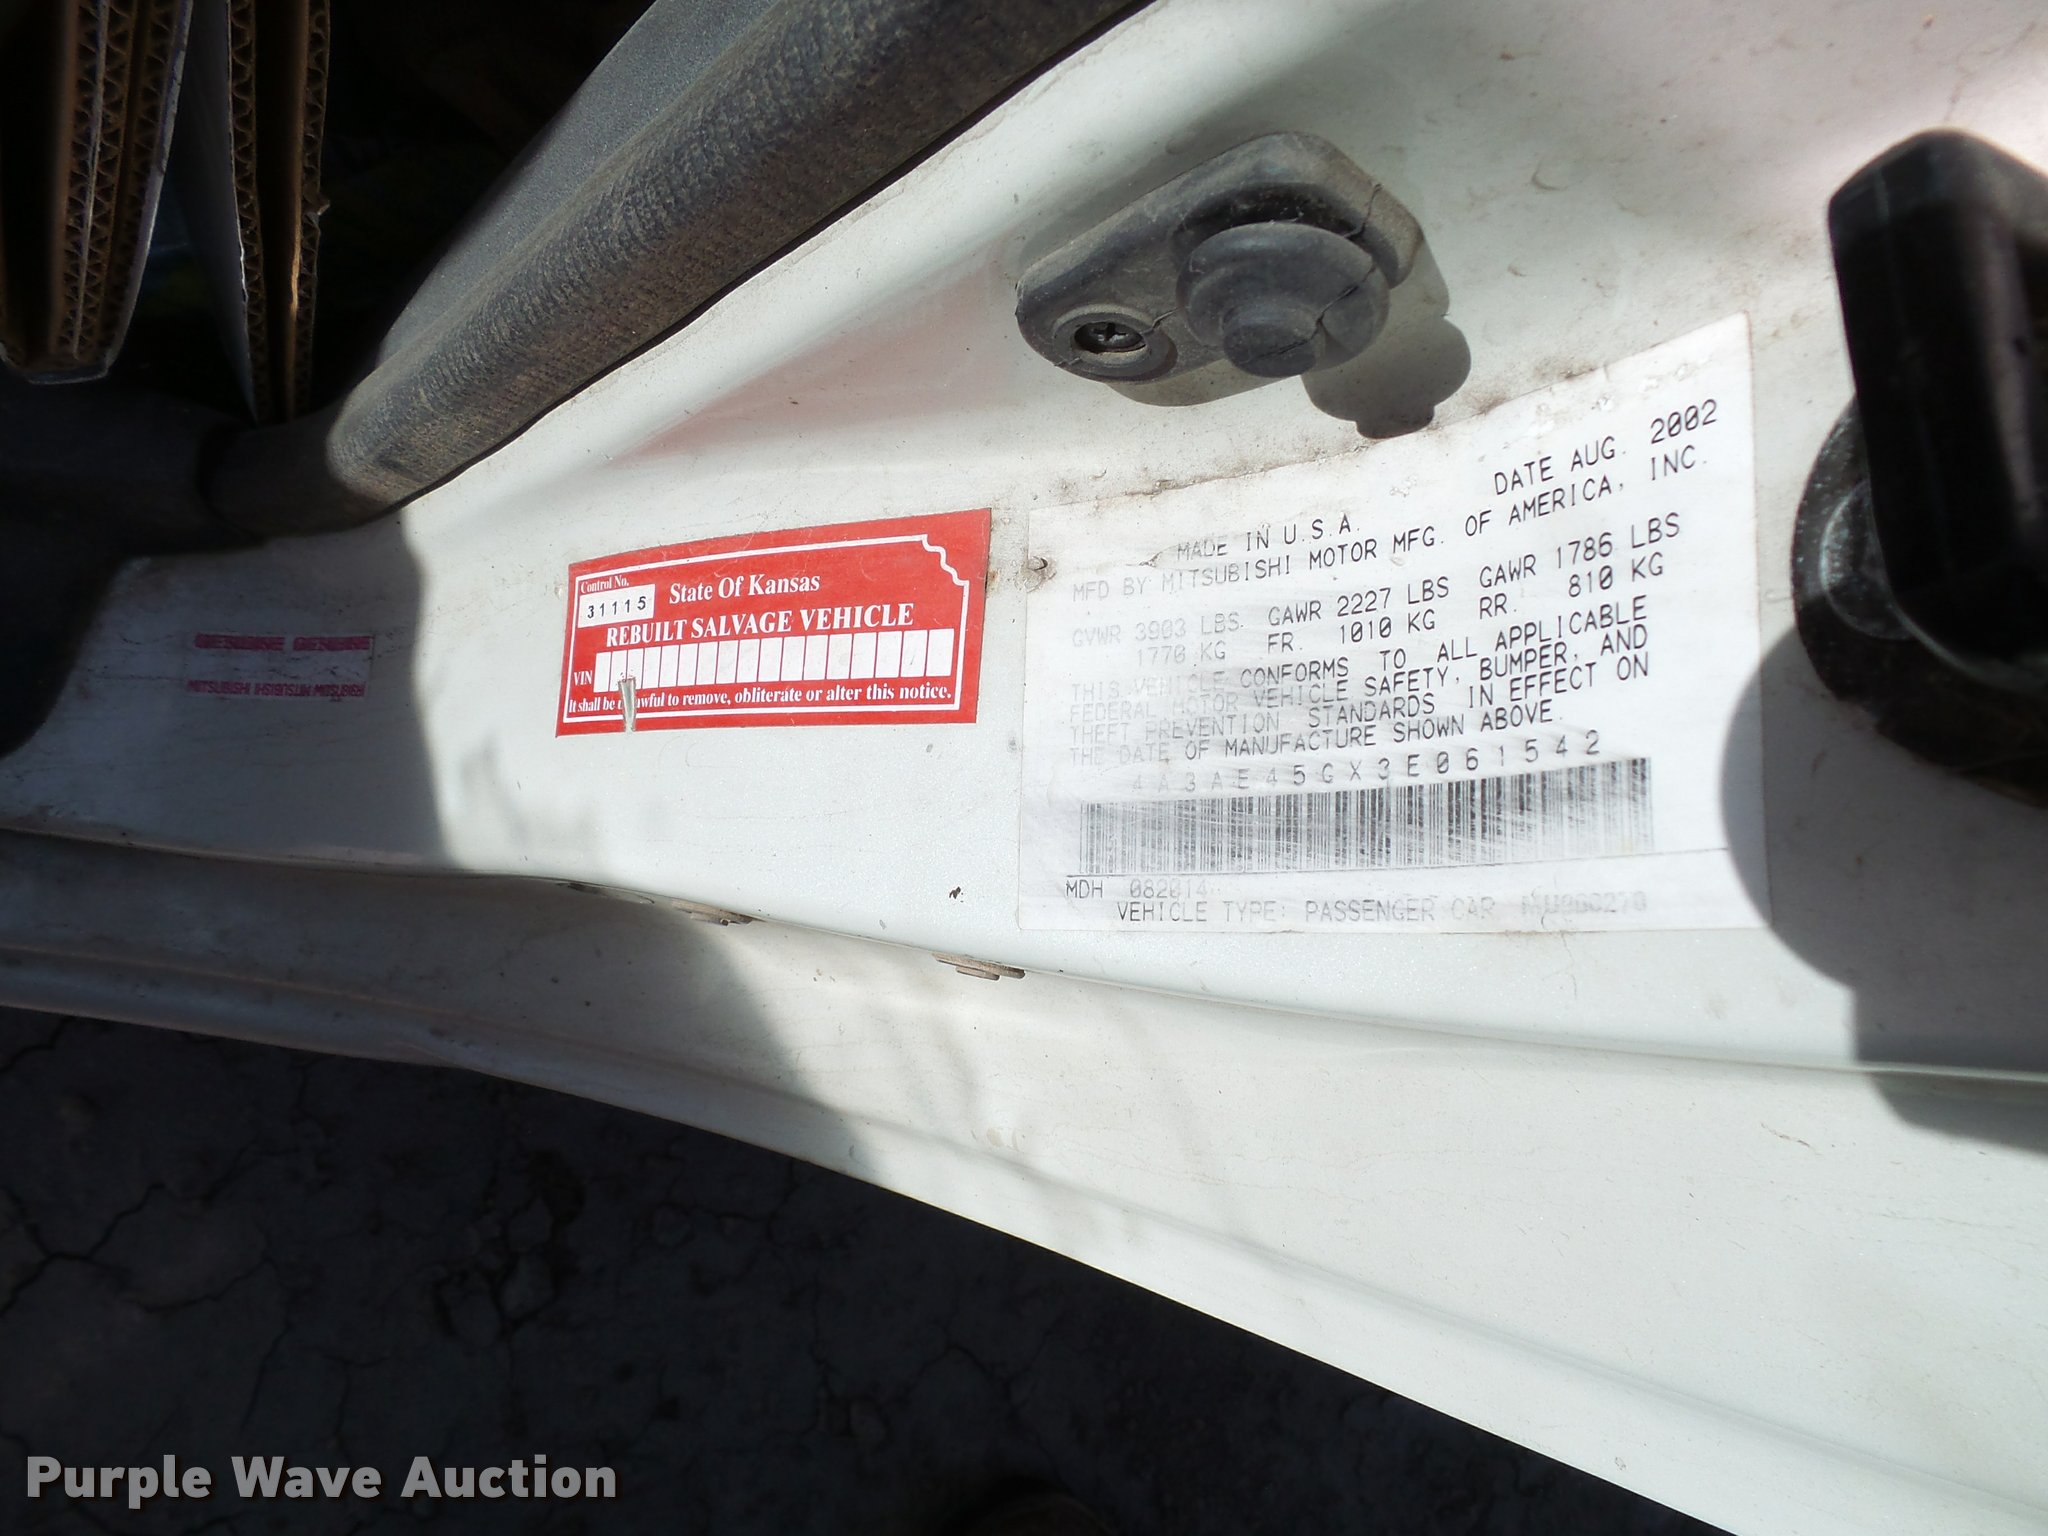 Control No.
31115
State Of Kansas
REBUILT SALVAGE VEHICLE
VIN
It shall be unlawful to remove, obliterate or alter this notice.
DATE AUG. 2002
MADE IN U.S.A.
MFD BY MITSUBISHI MOTOR MFG. OF AMERICA, INC.
GVWR 3903 LBS. GAWR 2227 LBS GAWR 1786 LBS
1770 KG FR. 1010 KG RR. 810 KG
THIS VEHICLE CONFORMS TO ALL APPLICABLE
FEDERAL MOTOR VEHICLE SAFETY, BUMPER, AND
THEFT PREVENTION STANDARDS IN EFFECT ON
THE DATE OF MANUFACTURE SHOWN ABOVE.
4A3AE45GX3E061542
MDH 082014
VEHICLE TYPE: PASSENGER CAR
MITSUBISHI MITSUBISHI MITSUBISHI
Purple Wave Auction